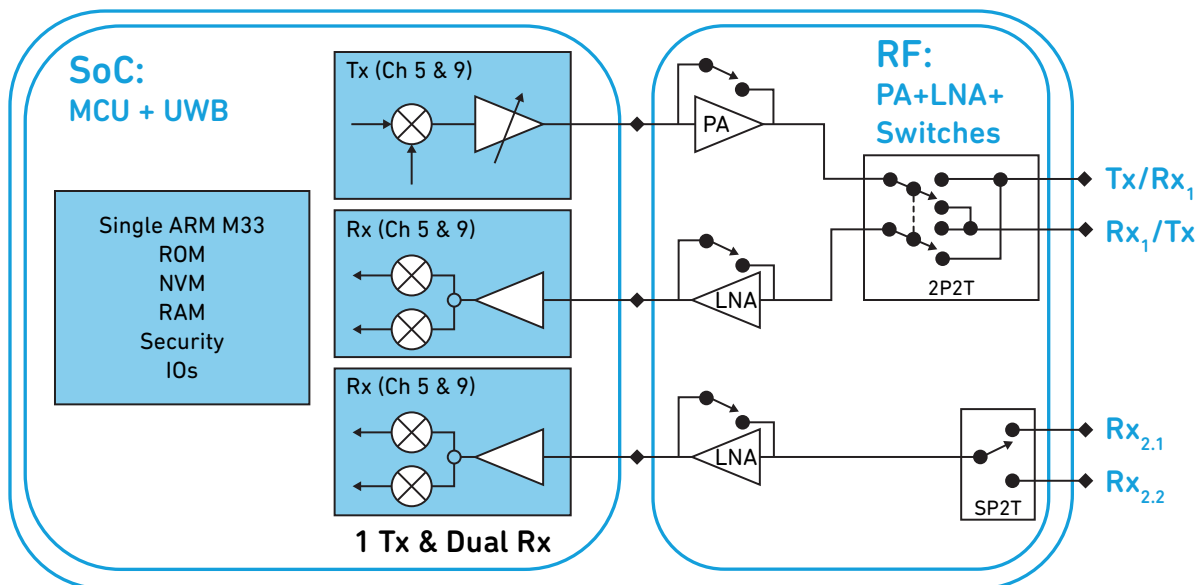 SoC:
MCU + UWB
Single ARM M33
ROM
NVM
RAM
Security
IOs
Tx (Ch 5 & 9)
Rx (Ch 5 & 9)
Rx (Ch 5 & 9)
1 Tx & Dual Rx
RF:
PA+LNA+
Switches
PA
LNA
LNA
2P2T
SP2T
Tx/Rx₁
Rx₁/Tx
Rx₂.₁
Rx₂.₂